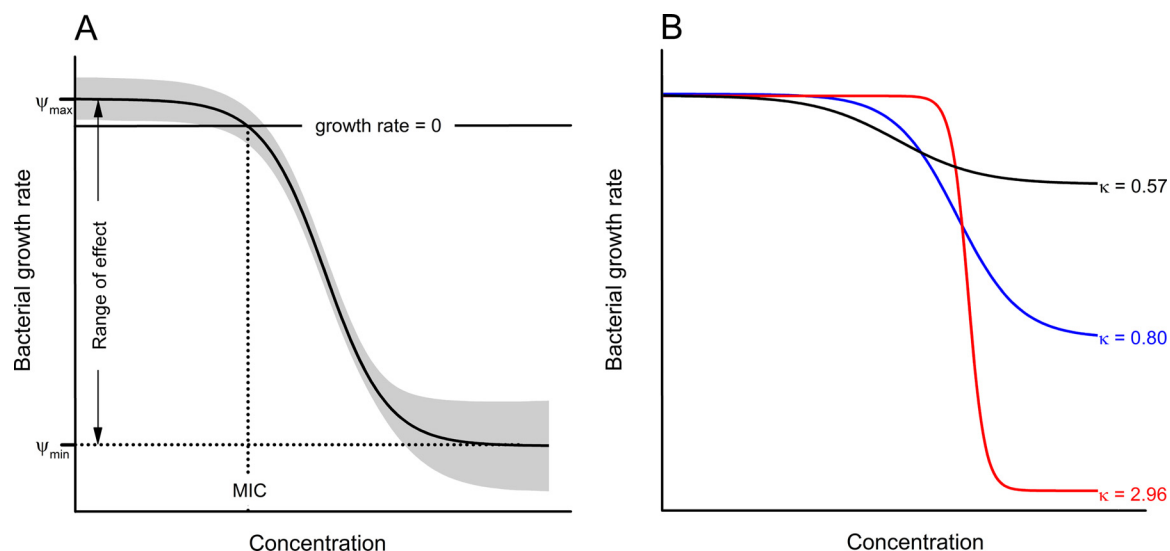 A
ψmax
growth rate = 0
Range of effect
Bacterial growth rate
ψmin
MIC
Concentration
B
κ = 0.57
κ = 0.80
κ = 2.96
Bacterial growth rate
Concentration